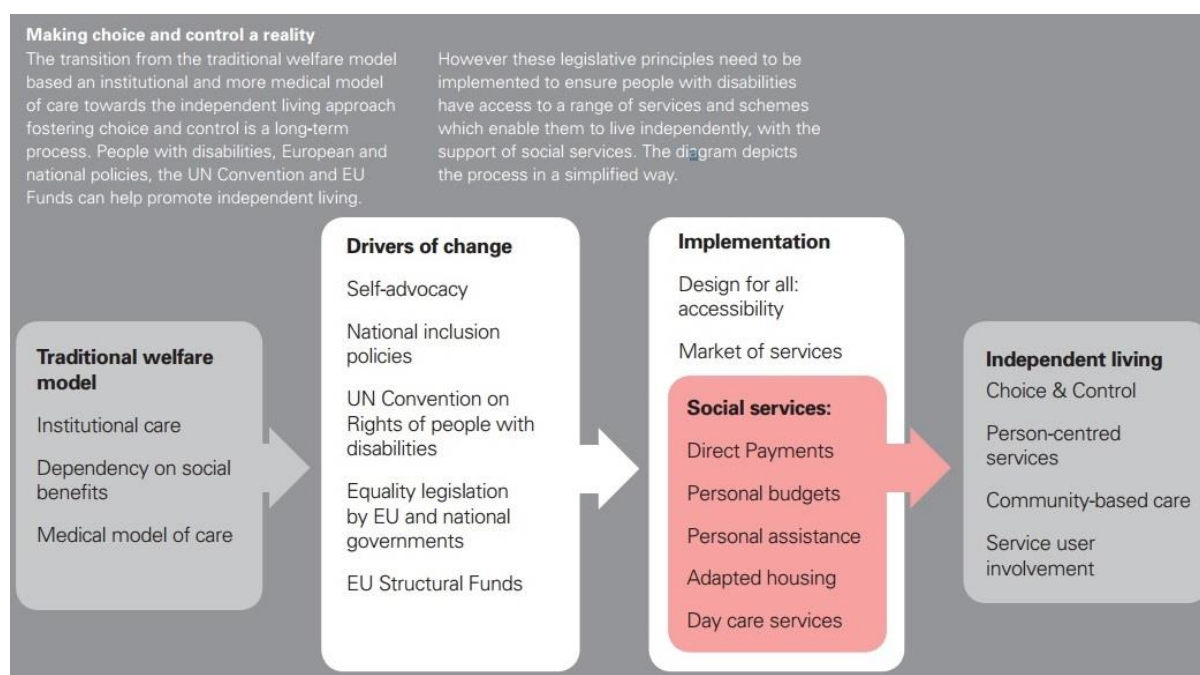 Making choice and control a reality
The transition from the traditional welfare model
based an institutional and more medical model
of care towards the independent living approach
fostering choice and control is a long-term
process. People with disabilities, European and
national policies, the UN Convention and EU
Funds can help promote independent living.
However these legislative principles need to be
implemented to ensure people with disabilities
have access to a range of services and schemes
which enable them to live independently, with the
support of social services. The diagram depicts
the process in a simplified way.
Traditional welfare
model
Institutional care
Dependency on social
benefits
Medical model of care
Drivers of change
Self-advocacy
National inclusion
policies
UN Convention on
Rights of people with
disabilities
Equality legislation
by EU and national
governments
EU Structural Funds
Implementation
Design for all:
accessibility
Market of services
Social services:
Direct Payments
Personal budgets
Personal assistance
Adapted housing
Day care services
Independent living
Choice & Control
Person-centred
services
Community-based care
Service user
involvement